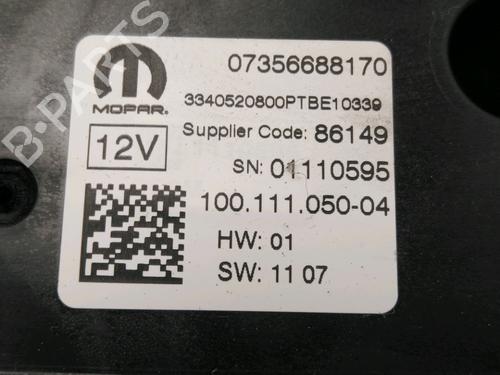 07356688170
MOPAR.
3340520800PTBE10339
12V
Supplier Code: 86149
SN: 01110595
100.111.050-04
HW: 01
SW: 11 07
B-PARTS